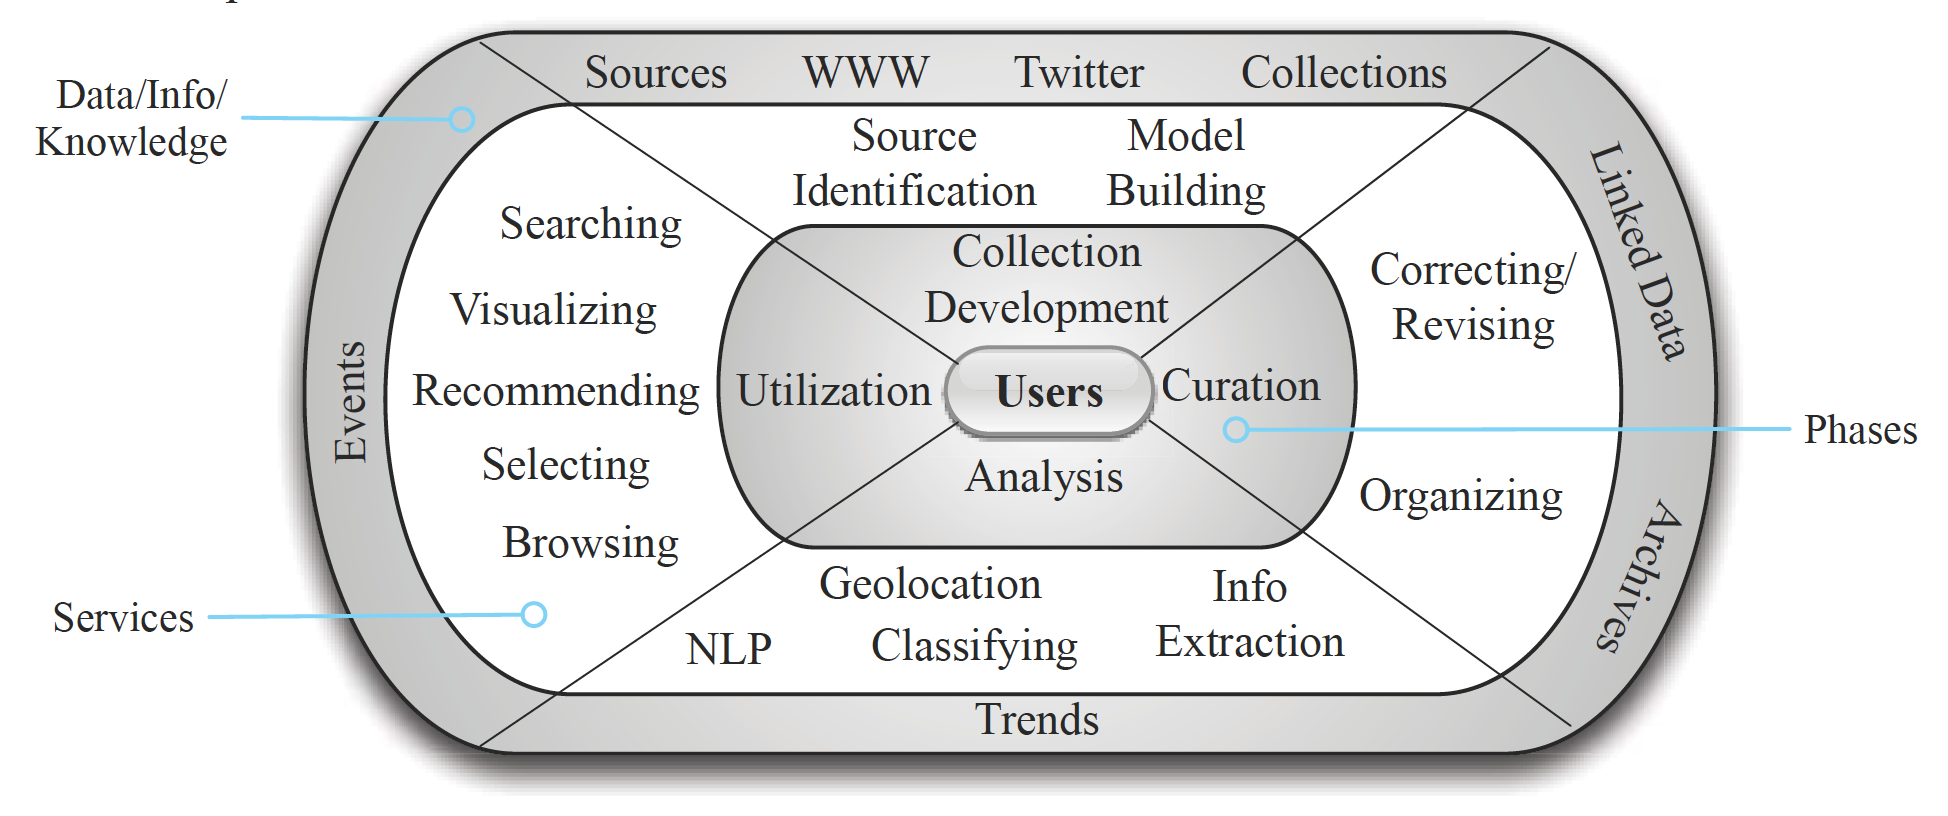 Sources WWW Twitter Collections
Data/Info/
Knowledge
Source
Identification
Model
Building
Linked Data
Searching
Visualizing
Recommending
Selecting
Browsing
Events
Collection
Development
Utilization
Users
Curation
Analysis
Correcting/
Revising
Organizing
Phases
Archives
Services
Geolocation
Info
Extraction
NLP
Classifying
Trends